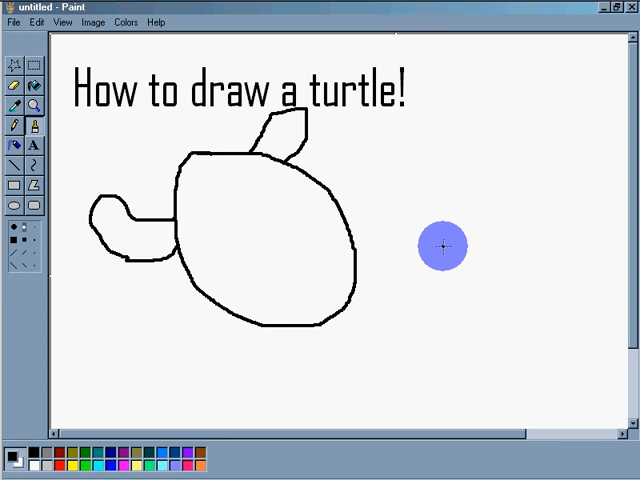 untitled - Paint
File Edit View Image Colors Help
How to draw a turtle!
A